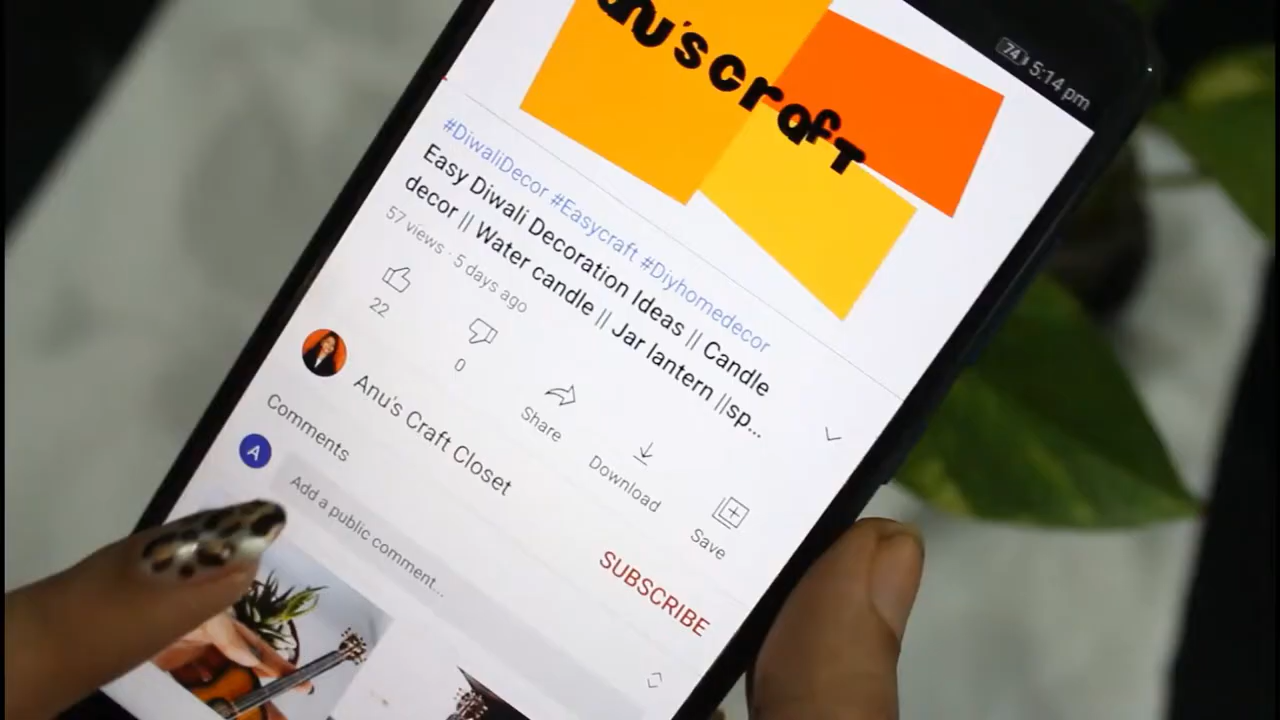 74 5:14 pm
nu's craft
#DiwaliDecor #Easycraft #Diyhomedecor
Easy Diwali Decoration Ideas || Candle
decor || Water candle || Jar lantern ||sp...
57 views · 5 days ago
22
0
Share
Download
Save
Anu's Craft Closet
SUBSCRIBE
Comments
A
Add a public comment...